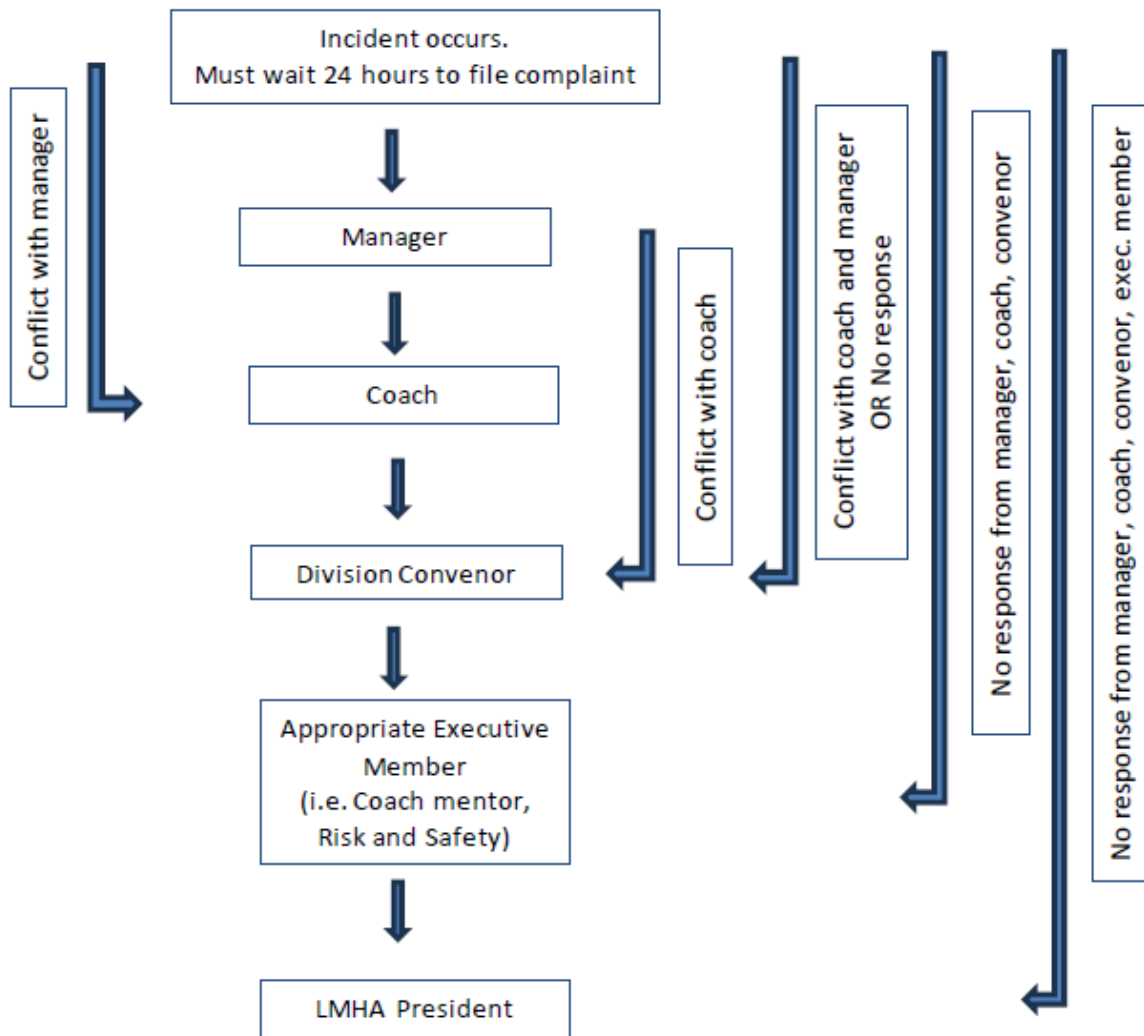 Incident occurs.
Must wait 24 hours to file complaint
Conflict with manager
Manager
Coach
Division Convenor
Appropriate Executive
Member
(i.e. Coach mentor,
Risk and Safety)
LMHA President
Conflict with coach
Conflict with coach and manager
OR No response
No response from manager, coach, convenor
No response from manager, coach, convenor, exec. member